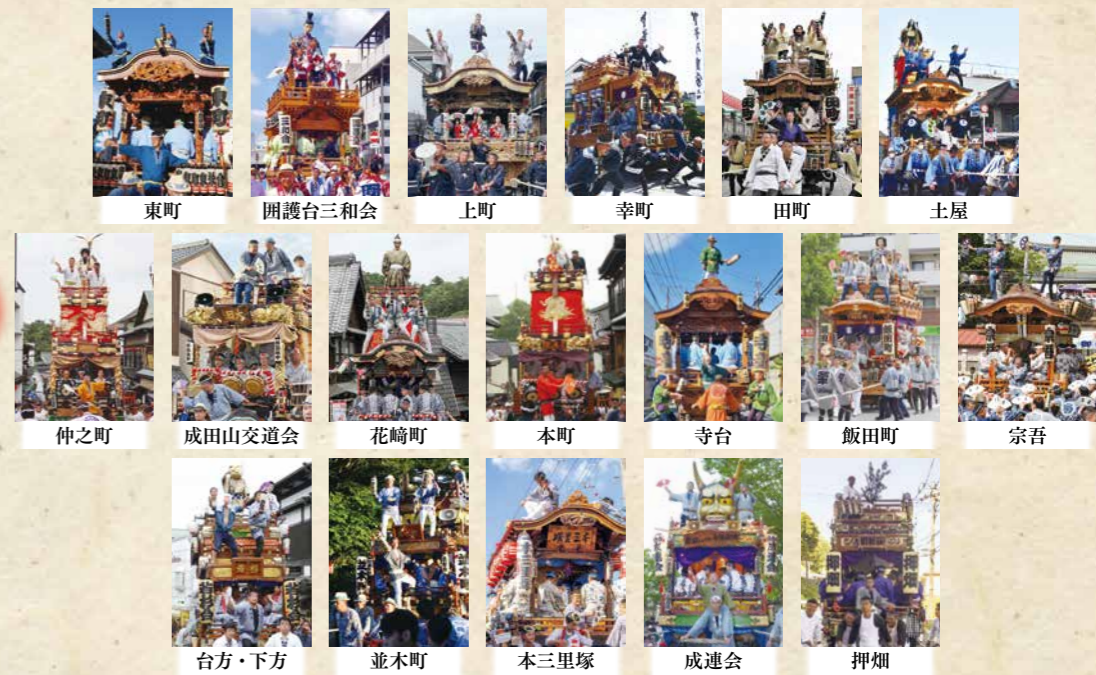 東町
囲護台三和会
上町
幸町
田町
土屋
仲之町
成田山交道会
花﨑町
本町
寺台
飯田町
宗吾
台方・下方
並木町
本三里塚
成連会
押畑